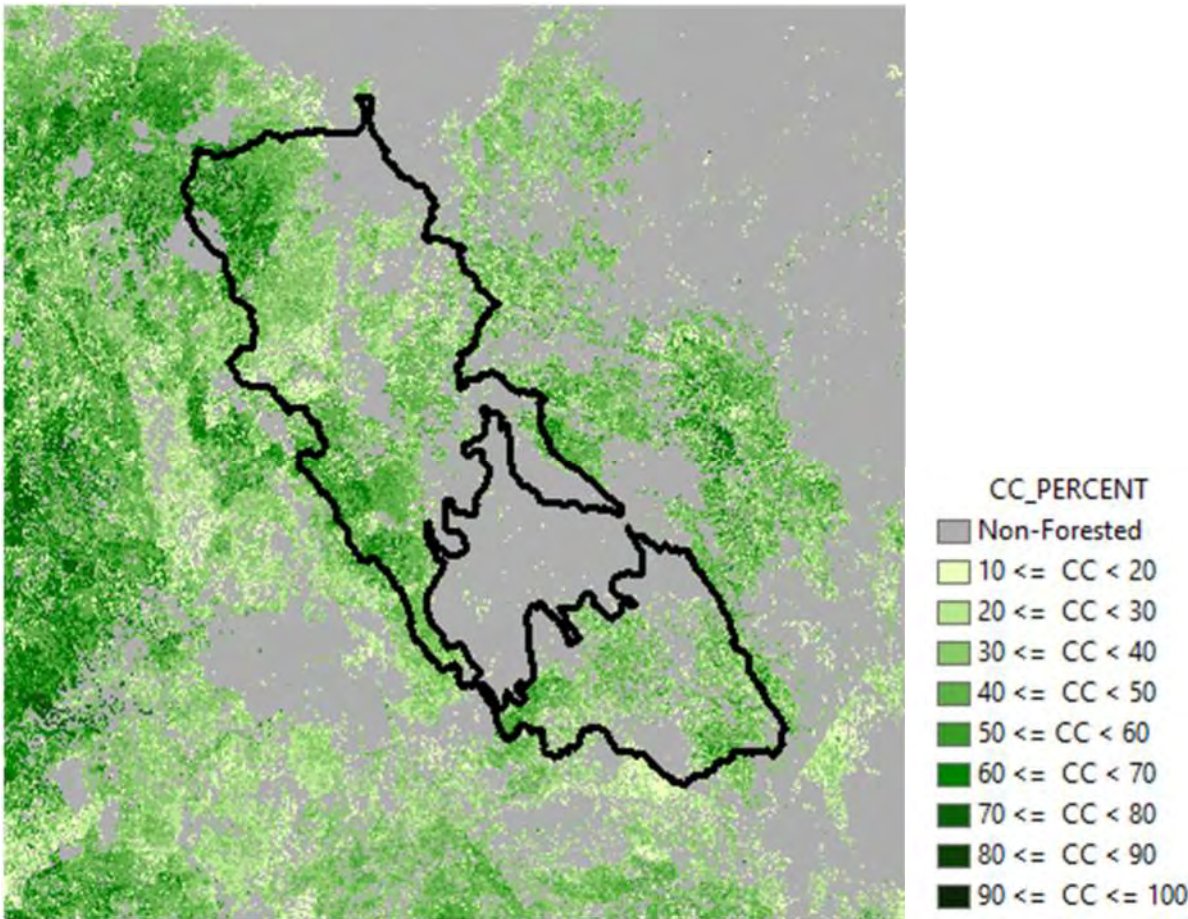 CC_PERCENT
Non-Forested
10 <= CC < 20
20 <= CC < 30
30 <= CC < 40
40 <= CC < 50
50 <= CC < 60
60 <= CC < 70
70 <= CC < 80
80 <= CC < 90
90 <= CC <= 100